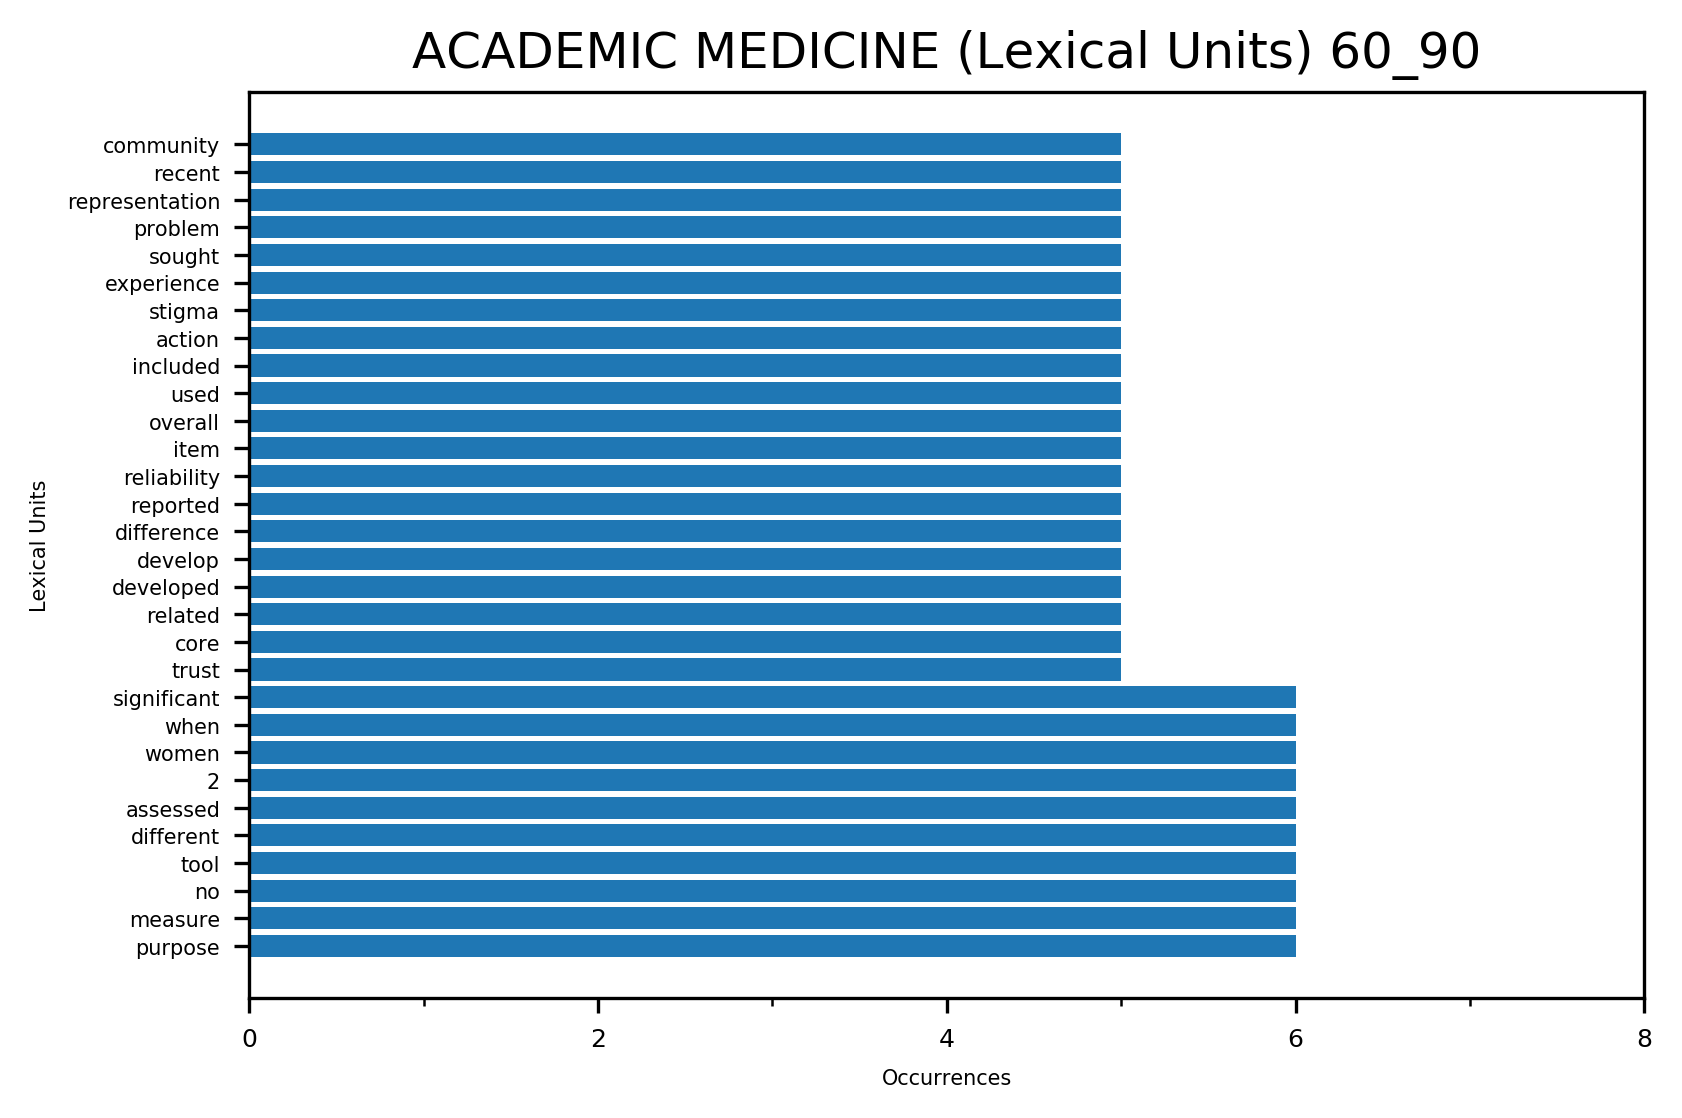 ACADEMIC MEDICINE (Lexical Units) 60_90
community
recent
representation
problem
sought
experience
stigma
action
included
used
overall
item
reliability
reported
difference
develop
developed
related
core
trust
significant
when
women
2
assessed
different
tool
no
measure
purpose
Lexical Units
0 2 4 6 8
Occurrences